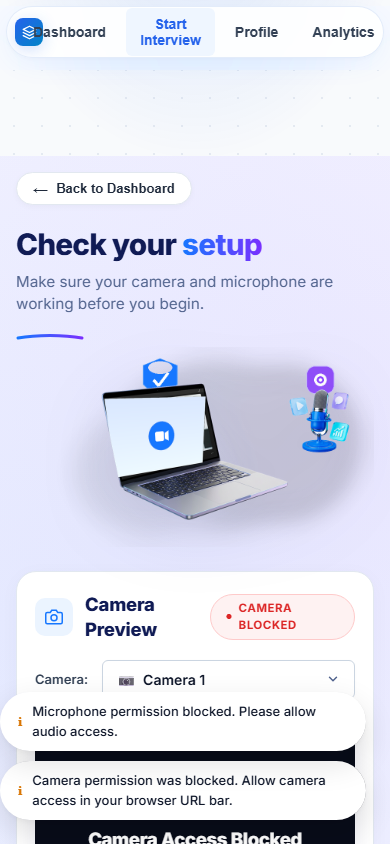 Dashboard
Start
Interview
Profile
Analytics
← Back to Dashboard
Check your setup
Make sure your camera and microphone are
working before you begin.
Camera
Preview
CAMERA
BLOCKED
Camera:
Camera 1
Microphone permission blocked. Please allow
audio access.
Camera permission was blocked. Allow camera
access in your browser URL bar.
Camera Access Blocked